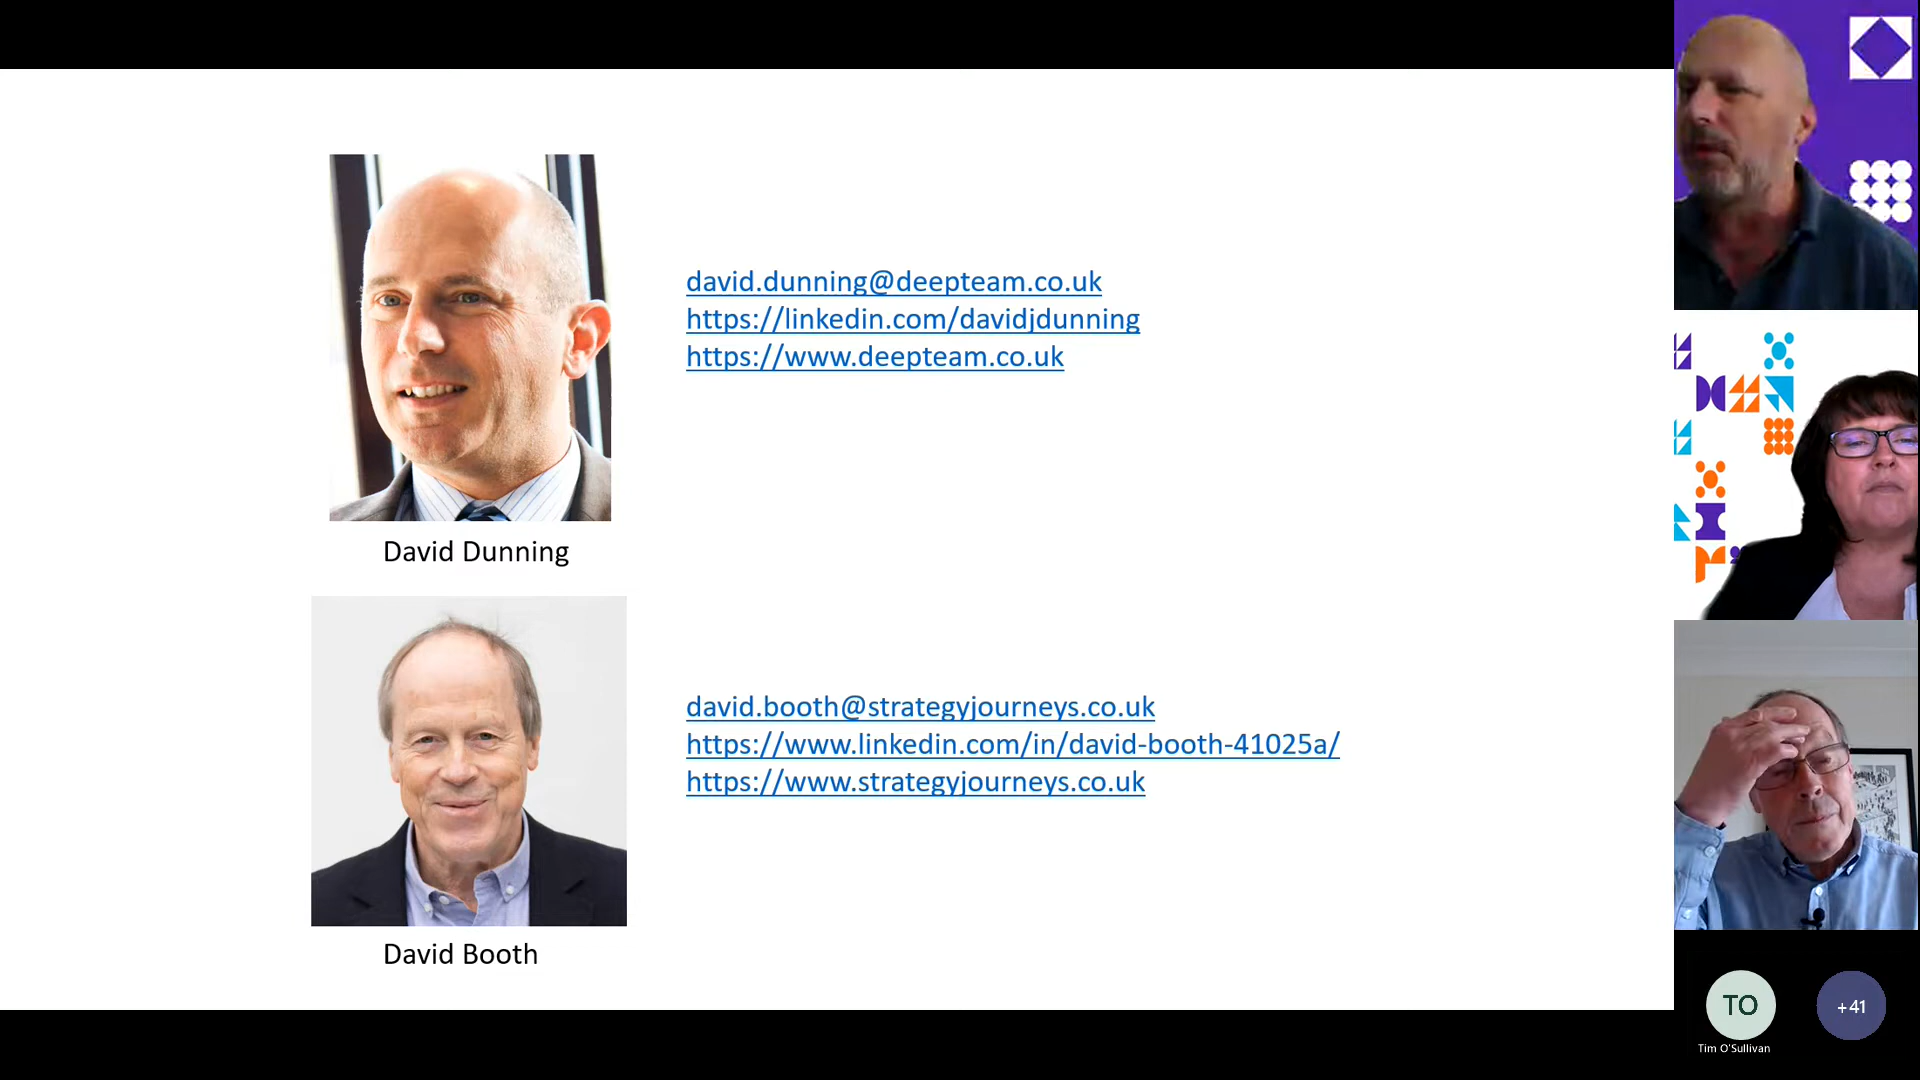 david.dunning@deepteam.co.uk
https://linkedin.com/davidjdunning
https://www.deepteam.co.uk
David Dunning
david.booth@strategyjourneys.co.uk
https://www.linkedin.com/in/david-booth-41025a/
https://www.strategyjourneys.co.uk
David Booth
TO
+41
Tim O'Sullivan